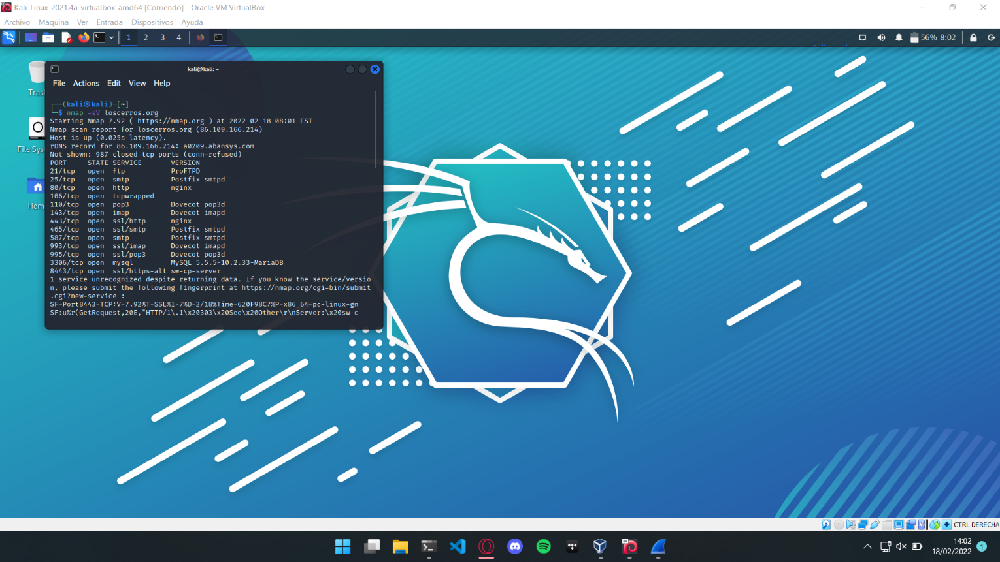 Kali-Linux-2021.4a-virtualbox-amd64 [Corriendo] - Oracle VM VirtualBox
Archivo Máquina Ver Entrada Dispositivos Ayuda
1 2 3 4
56% 8:02
Trash
File Sys
Hom
kali@kali: ~
File Actions Edit View Help
┌──(kali㉿kali)-[~]
└─$ nmap -sV loscerros.org
Starting Nmap 7.92 ( https://nmap.org ) at 2022-02-18 08:01 EST
Nmap scan report for loscerros.org (86.109.166.214)
Host is up (0.025s latency).
rDNS record for 86.109.166.214: a0209.abansys.com
Not shown: 987 closed tcp ports (conn-refused)
PORT STATE SERVICE VERSION
21/tcp open ftp ProFTPD
25/tcp open smtp Postfix smtpd
80/tcp open http nginx
106/tcp open tcpwrapped
110/tcp open pop3 Dovecot pop3d
143/tcp open imap Dovecot imapd
443/tcp open ssl/http nginx
465/tcp open ssl/smtp Postfix smtpd
587/tcp open smtp Postfix smtpd
993/tcp open ssl/imap Dovecot imapd
995/tcp open ssl/pop3 Dovecot pop3d
3306/tcp open mysql MySQL 5.5.5-10.2.33-MariaDB
8443/tcp open ssl/https-alt sw-cp-server
1 service unrecognized despite returning data. If you know the service/versio
n, please submit the following fingerprint at https://nmap.org/cgi-bin/submit
.cgi?new-service :
SF-Port8443-TCP:V=7.92%T=SSL%I=7%D=2/18%Time=620F98C7%P=x86_64-pc-linux-gn
SF:u%r(GetRequest,20E,"HTTP/1\.1\x20303\x20See\x20Other\r\nServer:\x20sw-c
CTRL DERECHA
14:02
18/02/2022
1